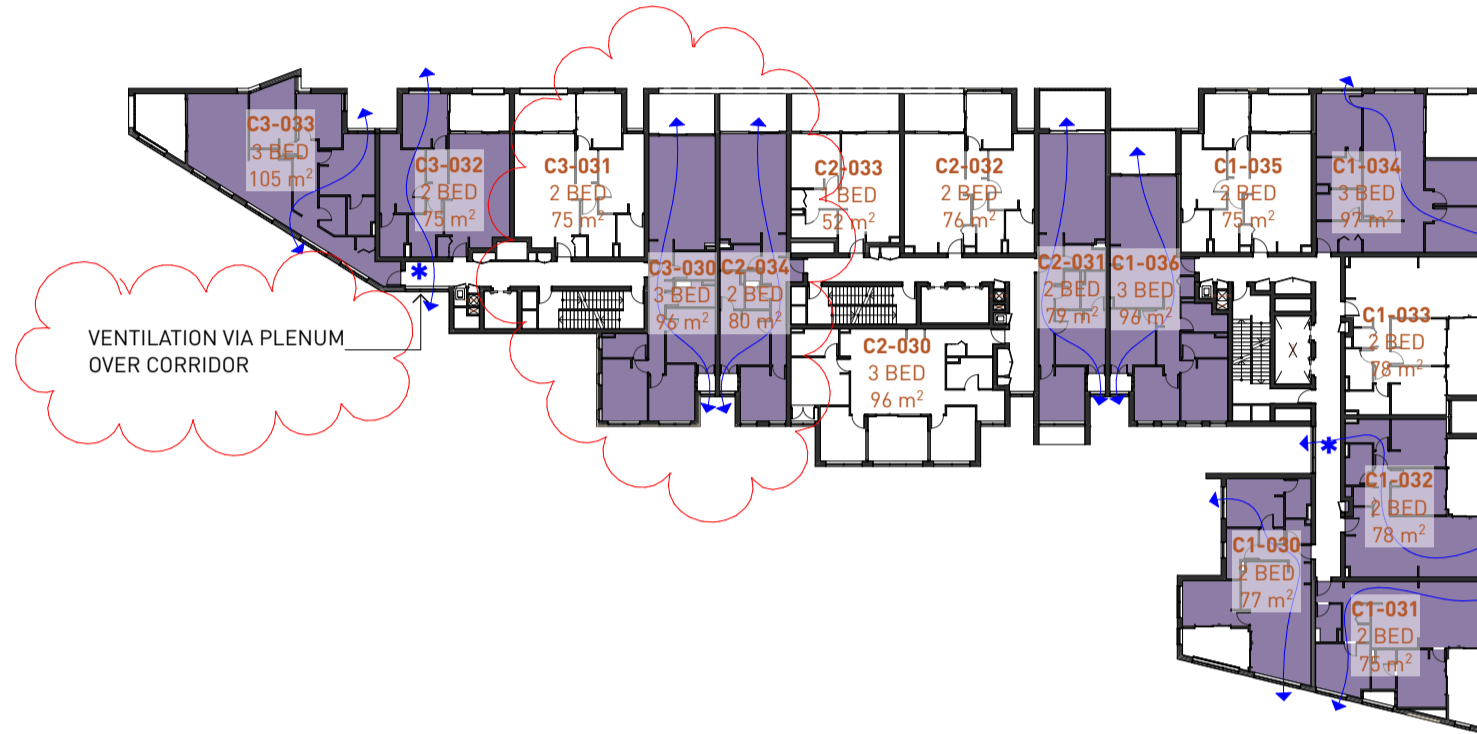 C3-033
3 BED
105 m²
C3-032
2 BED
75 m²
C3-031
2 BED
75 m²
C3-030
3 BED
96 m²
C2-034
2 BED
80 m²
C2-033
1 BED
52 m²
C2-032
2 BED
76 m²
C2-031
2 BED
79 m²
C1-036
3 BED
96 m²
C1-035
2 BED
75 m²
C1-034
3 BED
97 m²
C2-030
3 BED
96 m²
C1-033
2 BED
78 m²
C1-032
2 BED
78 m²
C1-030
2 BED
77 m²
C1-031
2 BED
75 m²
VENTILATION VIA PLENUM
OVER CORRIDOR